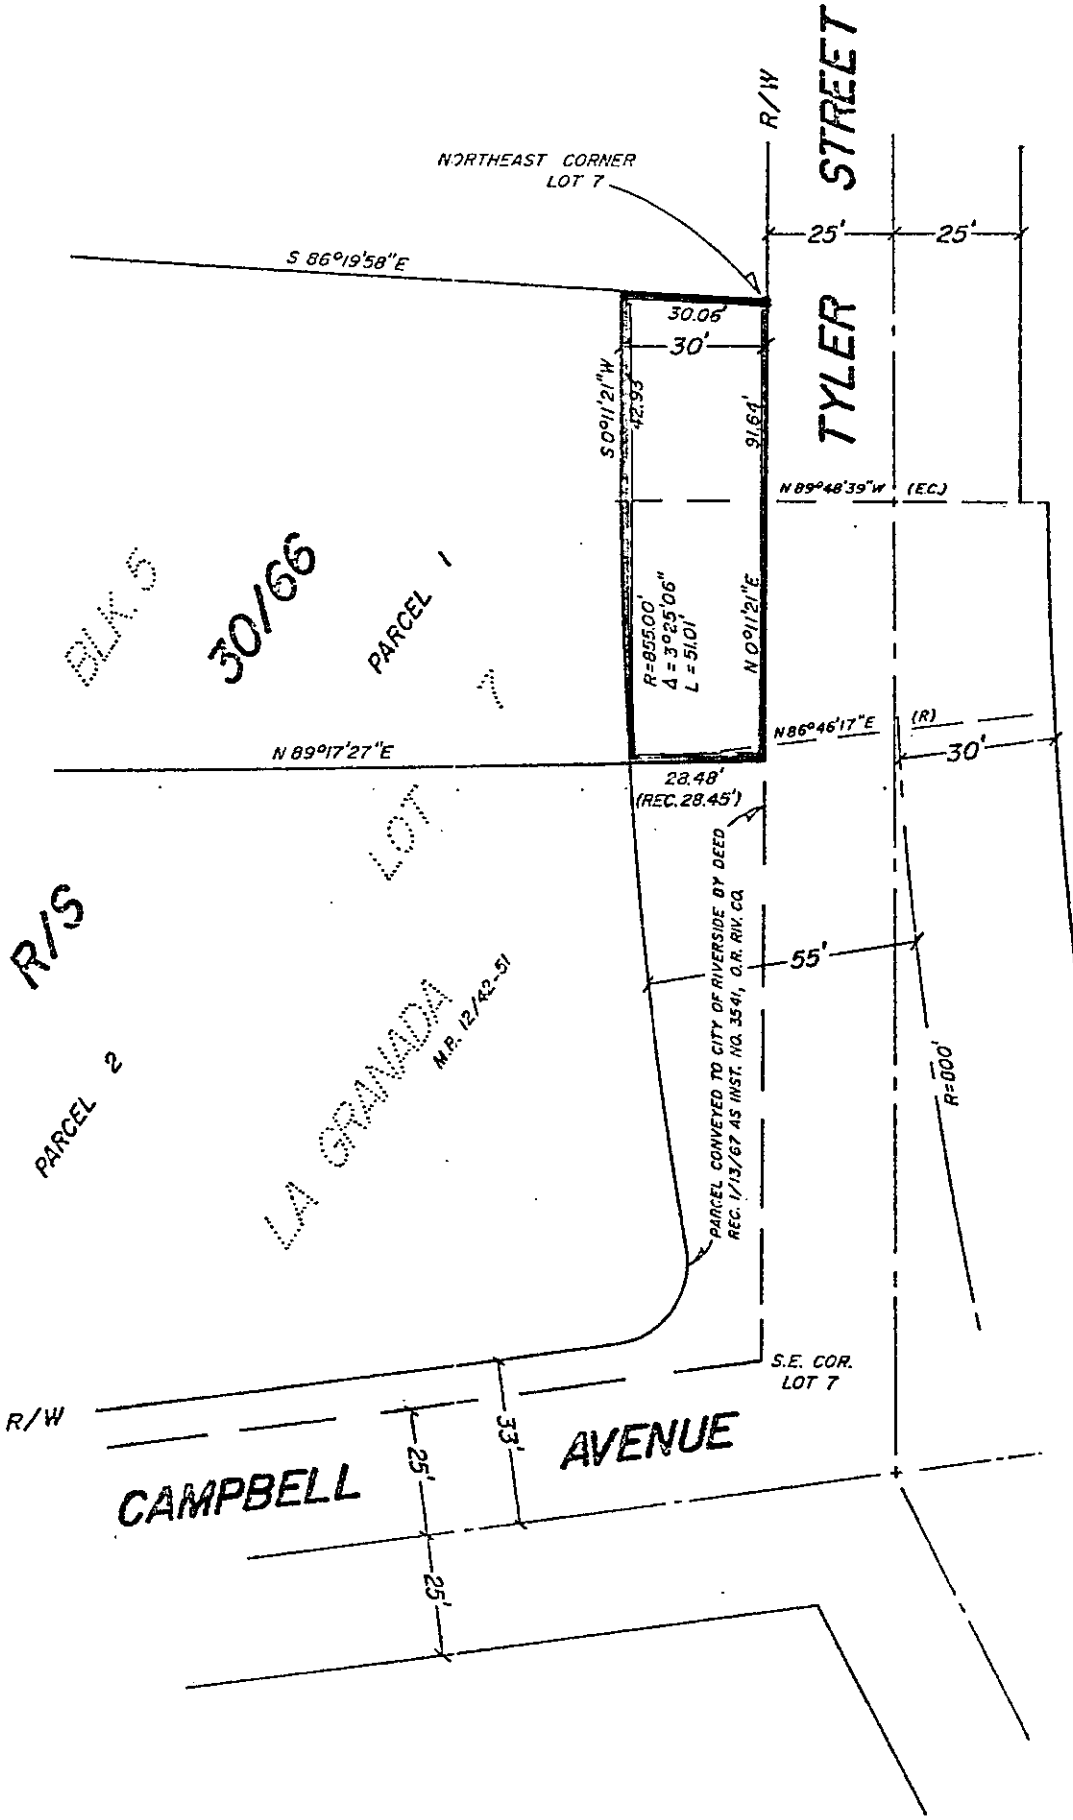 TYLER STREET
R/W
NORTHEAST CORNER
LOT 7
25'
25'
S 86°19'58"E
30.06'
30'
S 0°11'21"W
42.93
91.64'
N 89°48'39"W (E.C.)
BLK 5
30/66
PARCEL 1
R=855.00'
Δ = 3°25'06"
L = 51.01'
N 0°11'21"E
7
N 86°46'17"E (R)
N 89°17'27"E
30'
28.48'
(REC. 28.45')
LOT
R/S
PARCEL CONVEYED TO CITY OF RIVERSIDE BY DEED
REC. 1/13/67 AS INST. NO. 3541, O.R. RIV. CO.
55'
LA GRANADA
M.B. 12/42-51
PARCEL 2
S.E. COR.
LOT 7
R/W
33'
25'
CAMPBELL AVENUE
25'